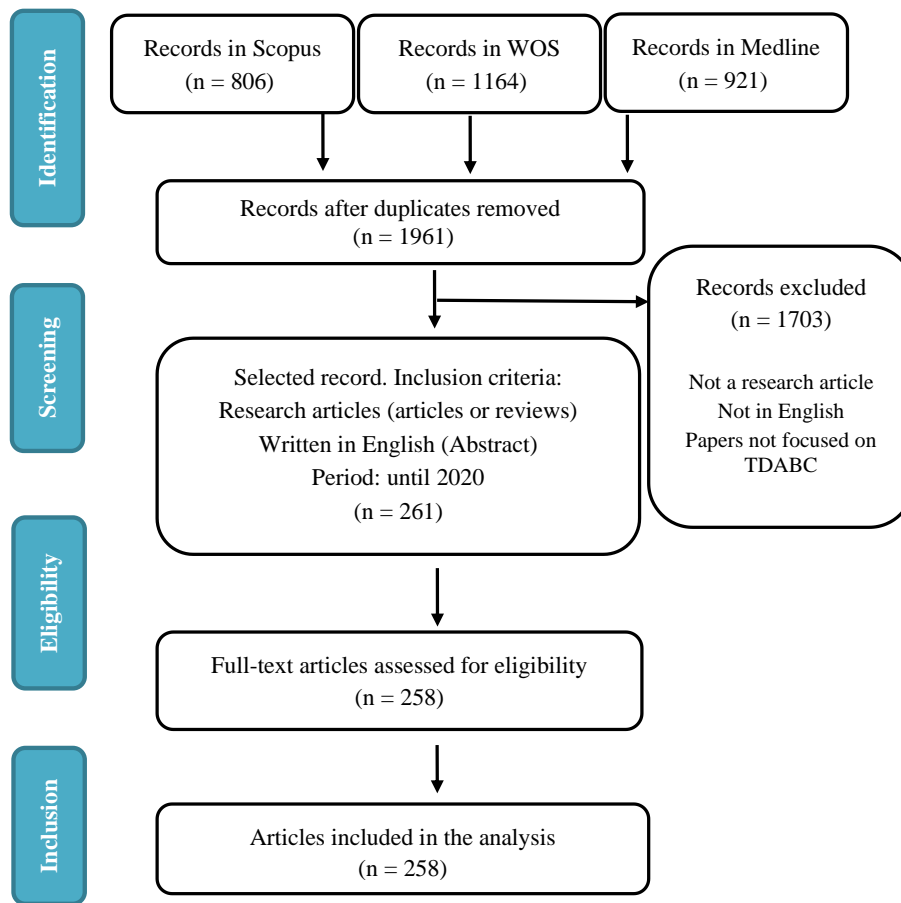 Identification
Records in Scopus
(n = 806)
Records in WOS
(n = 1164)
Records in Medline
(n = 921)
Records after duplicates removed
(n = 1961)
Screening
Records excluded
(n = 1703)
Not a research article
Not in English
Papers not focused on
TDABC
Selected record. Inclusion criteria:
Research articles (articles or reviews)
Written in English (Abstract)
Period: until 2020
(n = 261)
Eligibility
Full-text articles assessed for eligibility
(n = 258)
Inclusion
Articles included in the analysis
(n = 258)